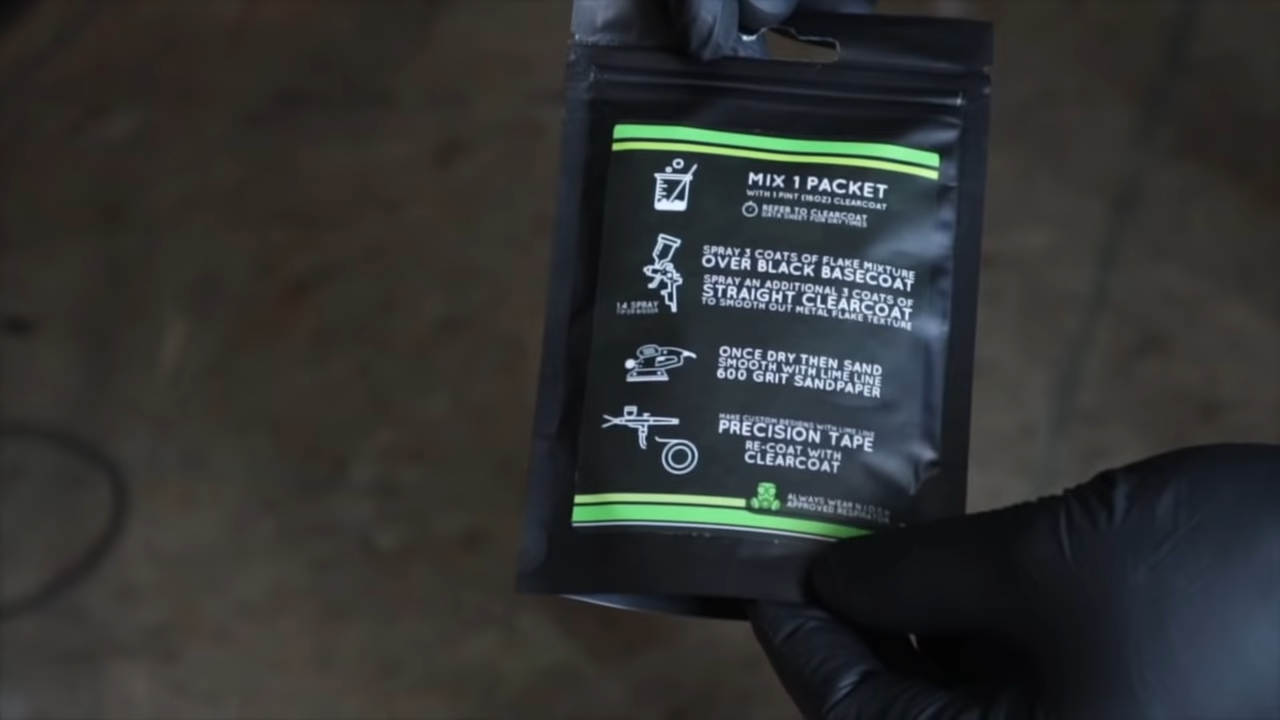 MIX 1 PACKET
WITH 1 PINT (16OZ) CLEARCOAT
REFER TO CLEARCOAT
DATA SHEET FOR DRY TIMES
SPRAY 3 COATS OF FLAKE MIXTURE
OVER BLACK BASECOAT
SPRAY AN ADDITIONAL 3 COATS OF
STRAIGHT CLEARCOAT
TO SMOOTH OUT METAL FLAKE TEXTURE
1.4 SPRAY
TIP OR BIGGER
ONCE DRY THEN SAND
SMOOTH WITH LIME LINE
600 GRIT SANDPAPER
MAKE CUSTOM DESIGNS WITH LIME LINE
PRECISION TAPE
RE-COAT WITH
CLEARCOAT
ALWAYS WEAR N.I.O.S.H
APPROVED RESPIRATOR